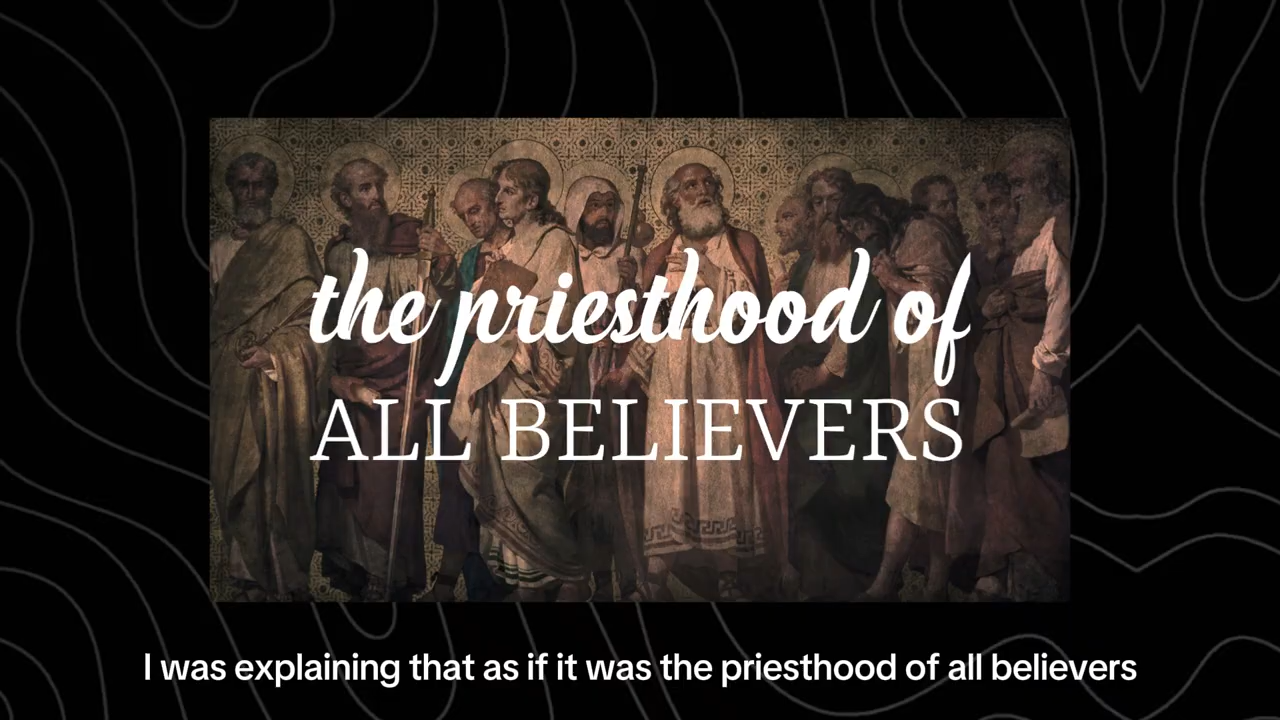 the priesthood of
ALL BELIEVERS
I was explaining that as if it was the priesthood of all believers